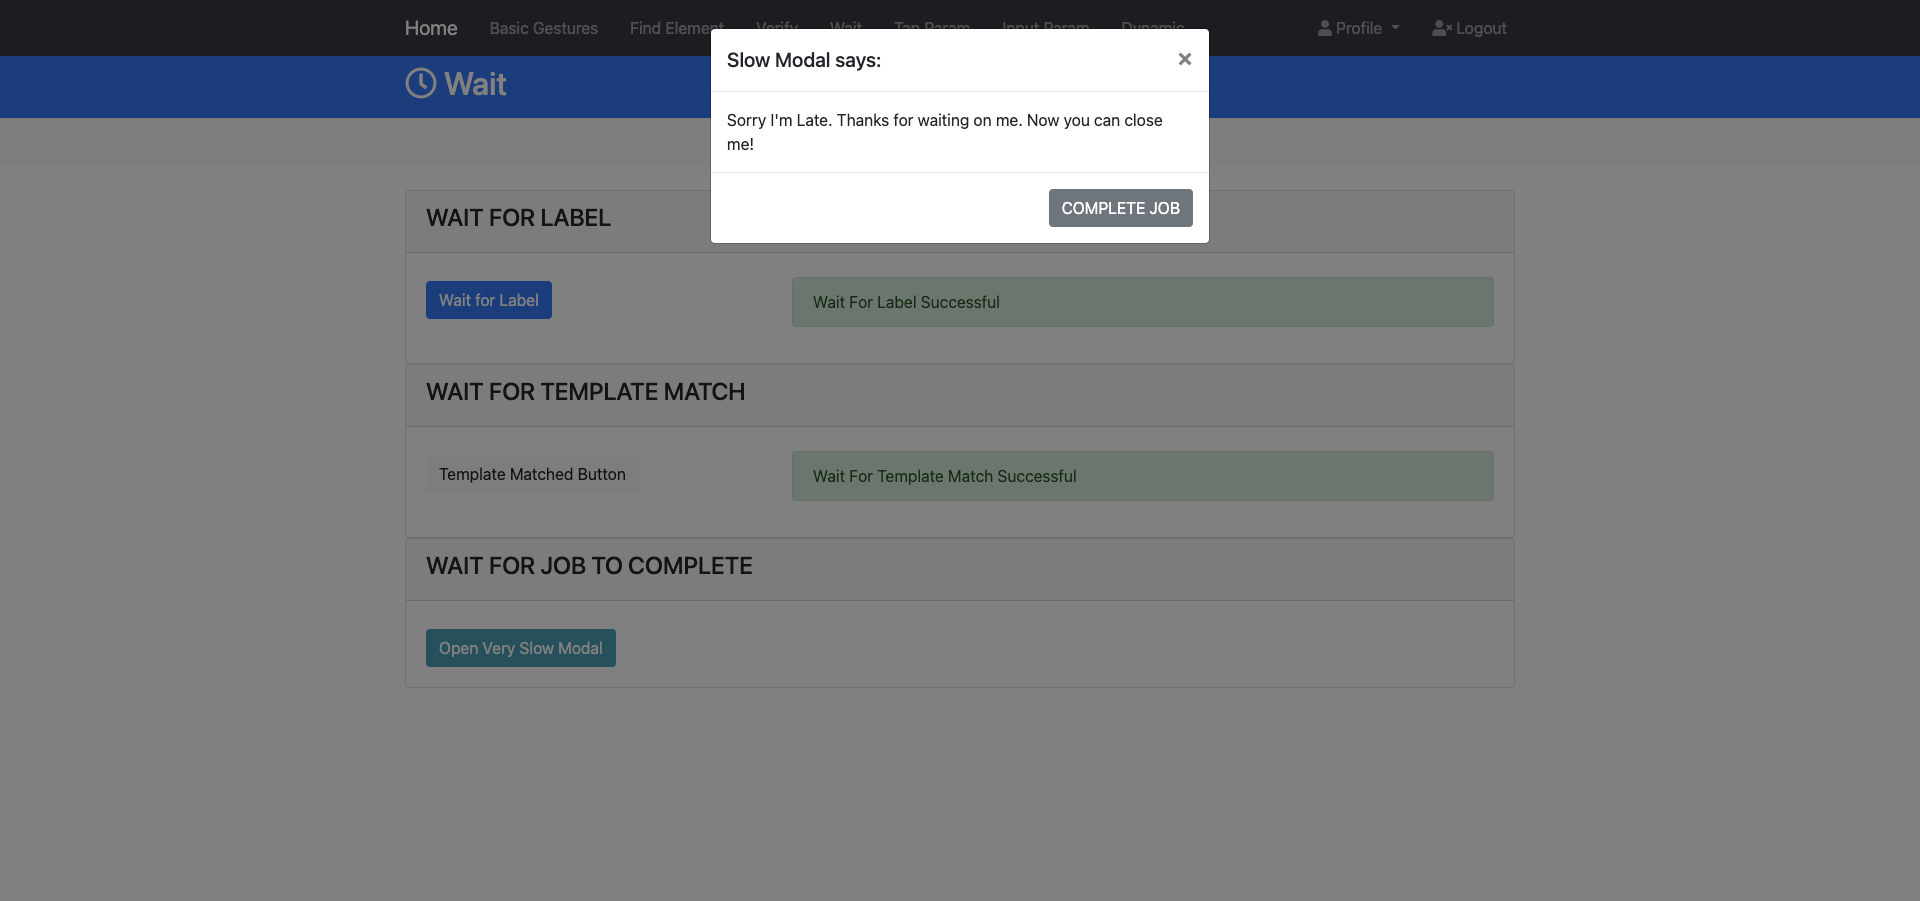 Home Basic Gestures Find Element Verify Wait Tap Param Input Param Dynamic Profile Logout
Wait
Slow Modal says: ×
Sorry I'm Late. Thanks for waiting on me. Now you can close
me!
COMPLETE JOB
WAIT FOR LABEL
Wait for Label Wait For Label Successful
WAIT FOR TEMPLATE MATCH
Template Matched Button Wait For Template Match Successful
WAIT FOR JOB TO COMPLETE
Open Very Slow Modal